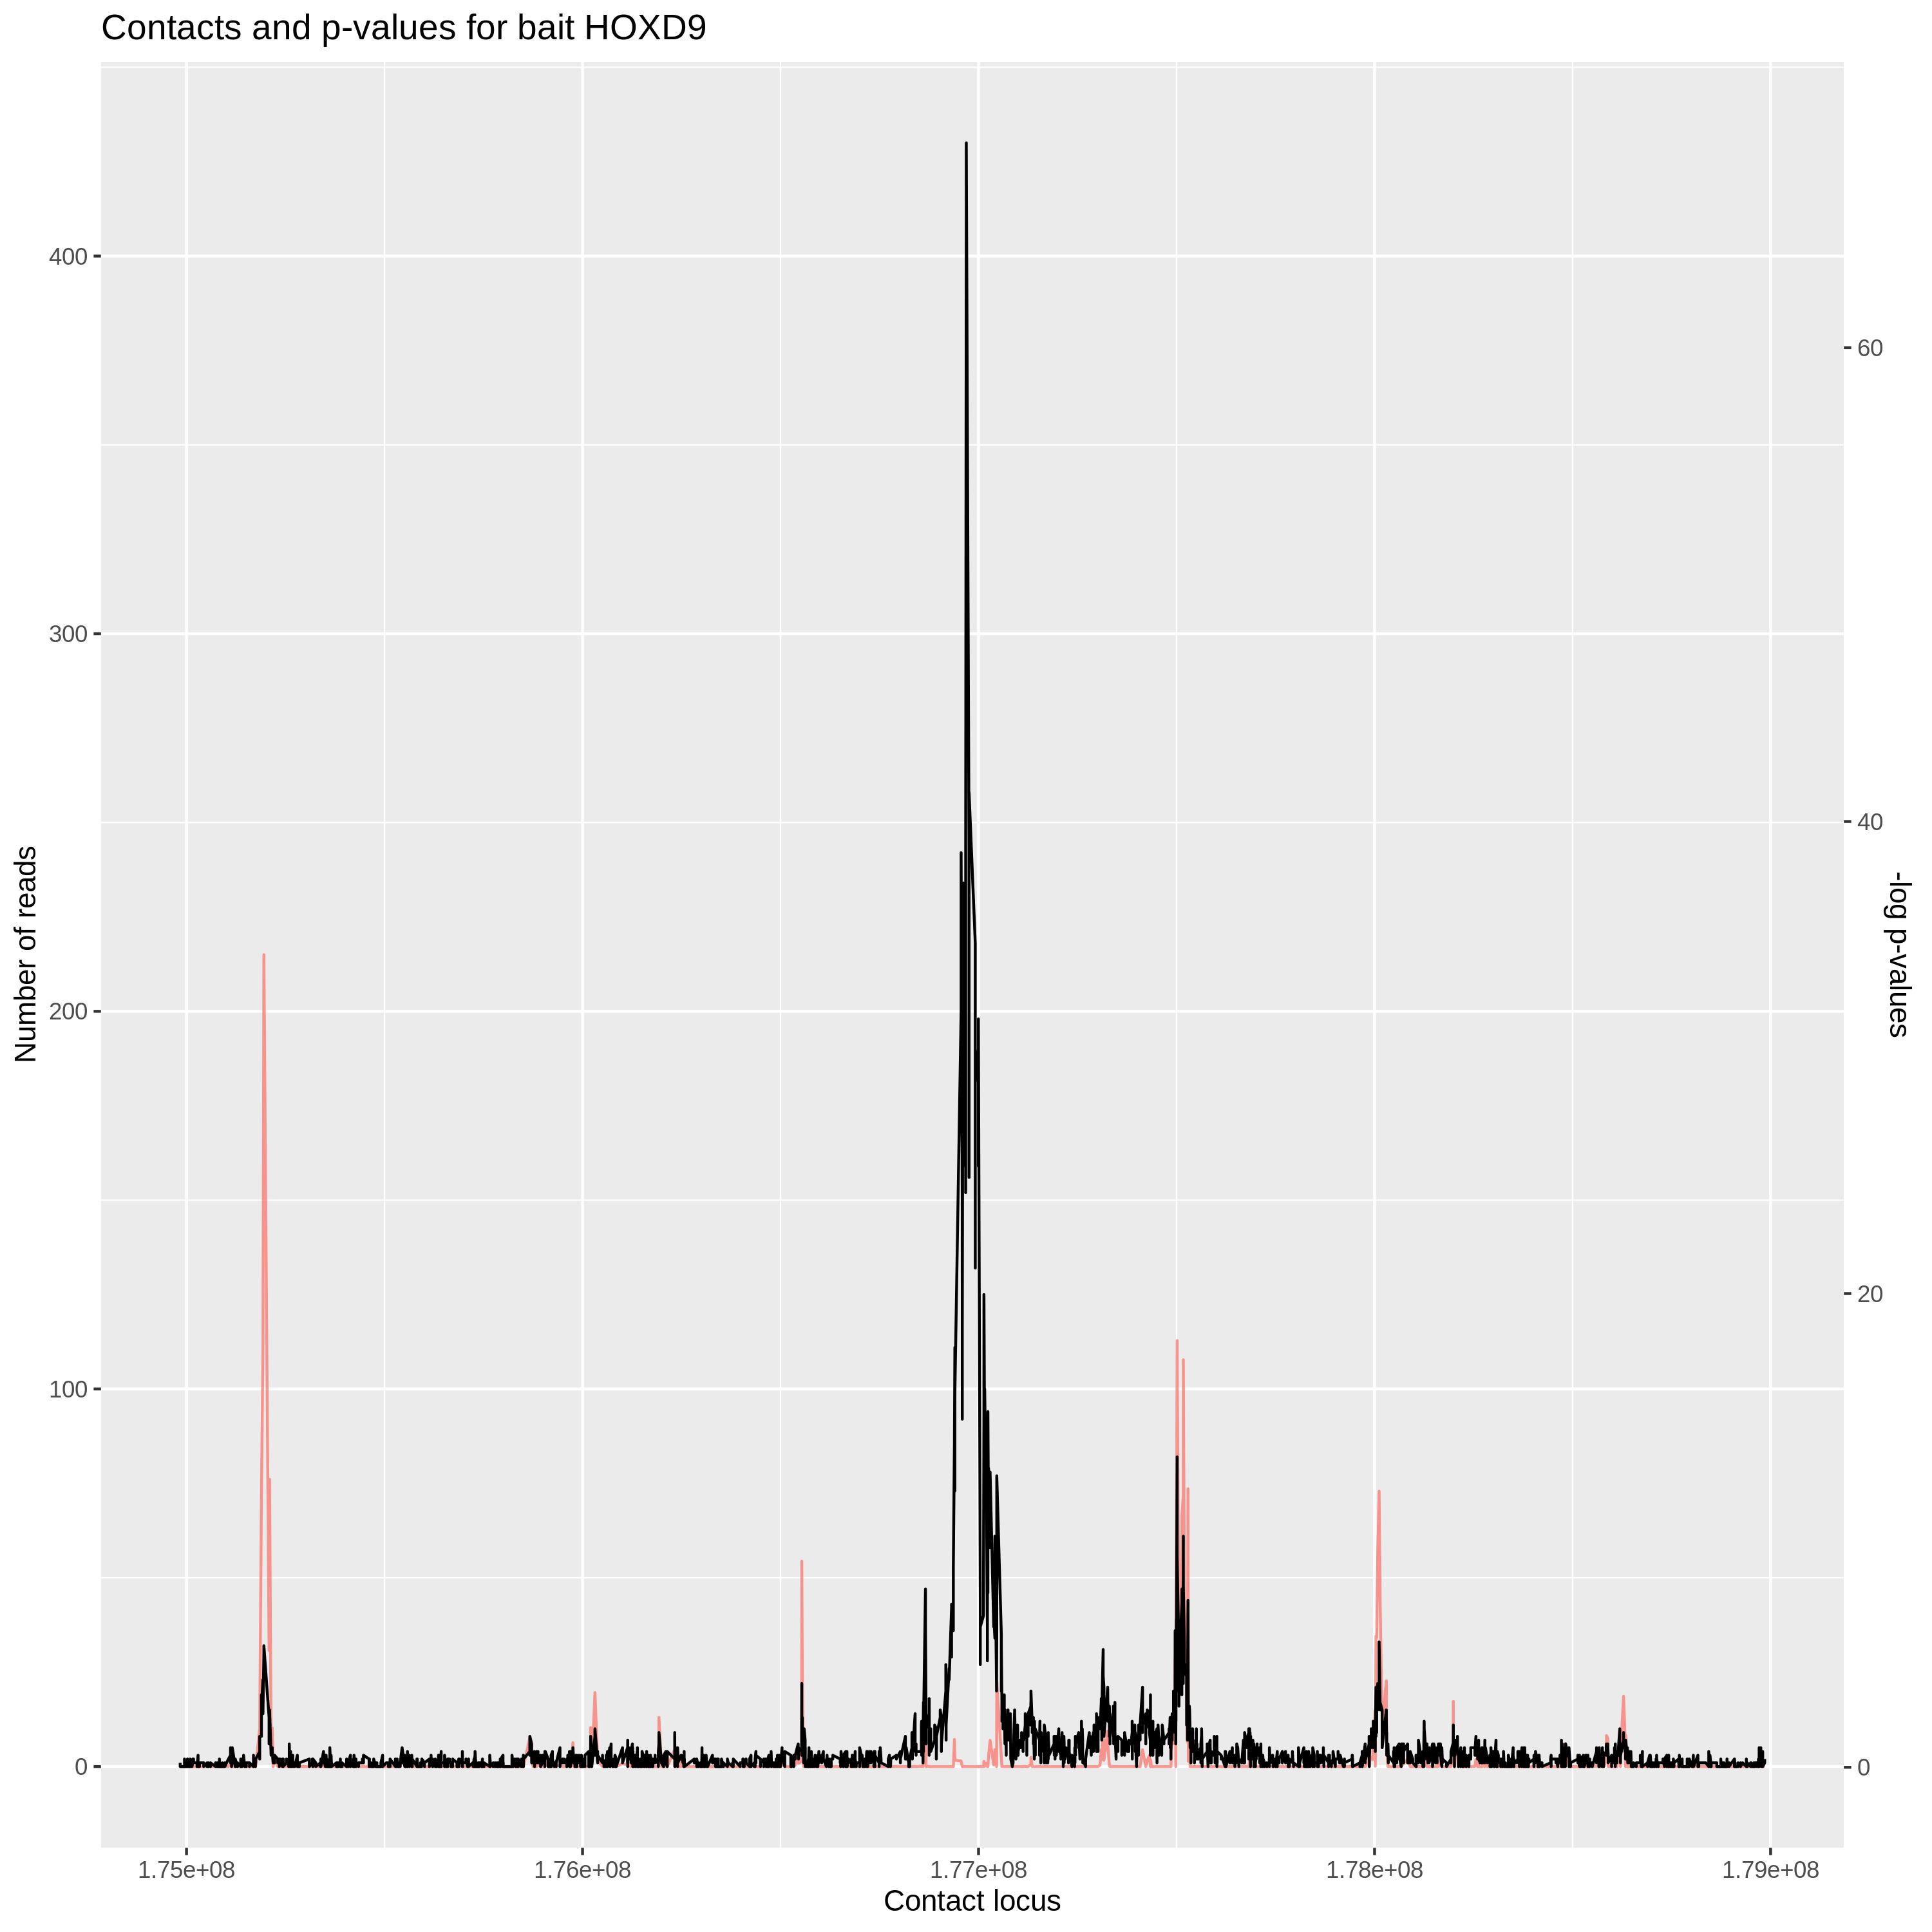 Contacts and p-values for bait HOXD9
400
300
200
100
0
Number of reads
60
40
20
0
-log p-values
1.75e+08
1.76e+08
1.77e+08
1.78e+08
1.79e+08
Contact locus